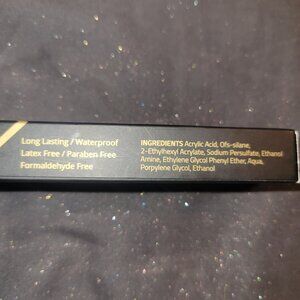 Long Lasting / Waterproof
Latex Free / Paraben Free
Formaldehyde Free
INGREDIENTS Acrylic Acid, Ofs-silane,
2-Ethylhexyl Acrylate, Sodium Persulfate, Ethanol
Amine, Ethylene Glycol Phenyl Ether, Aqua,
Porpylene Glycol, Ethanol